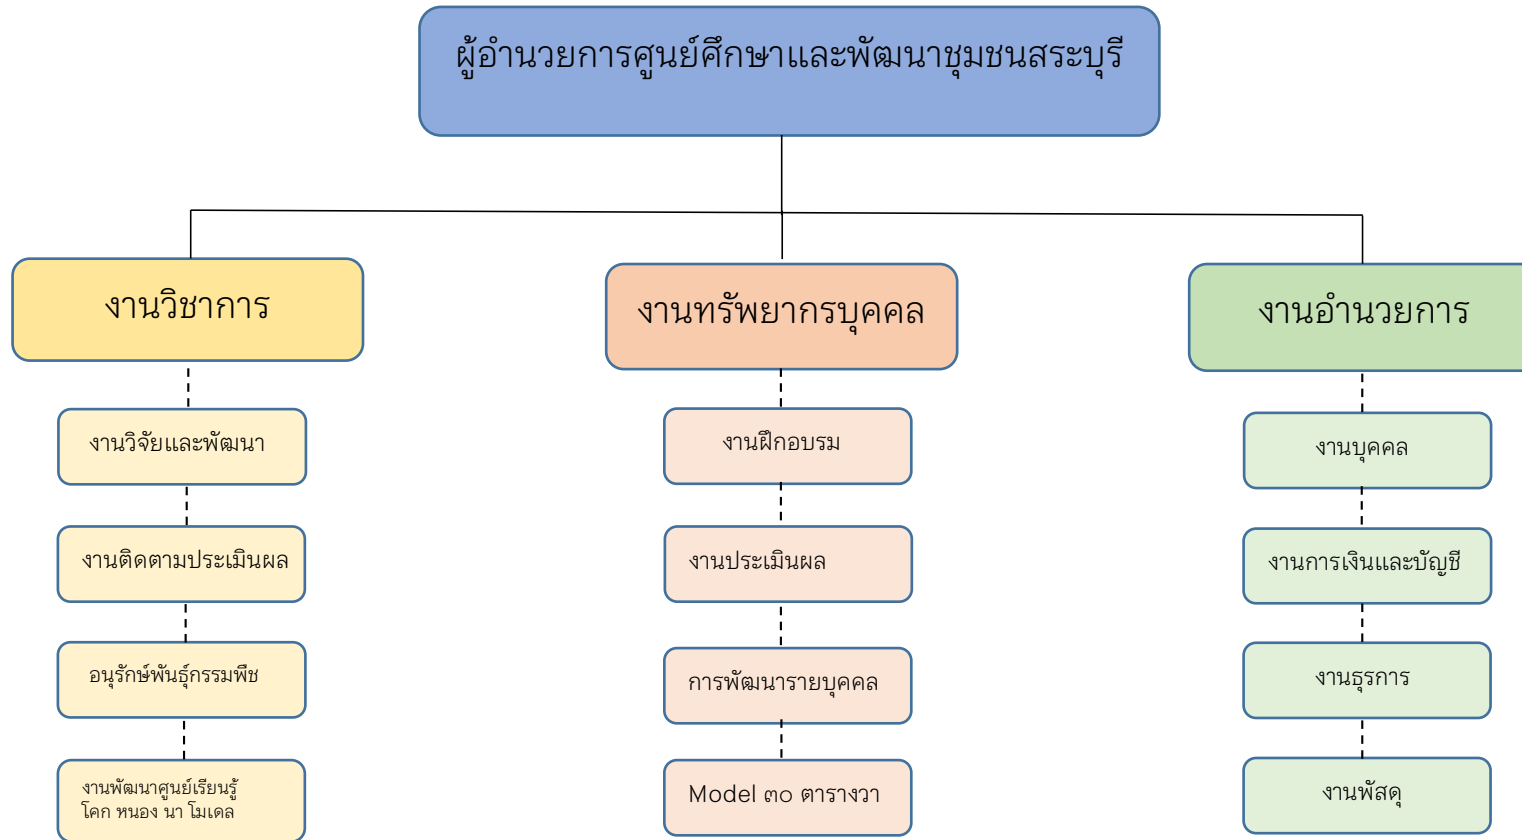 ผู้อำนวยการศูนย์ศึกษาและพัฒนาชุมชนสระบุรี
งานวิชาการ
งานวิจัยและพัฒนา
งานติดตามประเมินผล
อนุรักษ์พันธุ์กรรมพืช
งานพัฒนาศูนย์เรียนรู้
โคก หนอง นา โมเดล
งานทรัพยากรบุคคล
งานฝึกอบรม
งานประเมินผล
การพัฒนารายบุคคล
Model ๓๐ ตารางวา
งานอำนวยการ
งานบุคคล
งานการเงินและบัญชี
งานธุรการ
งานพัสดุ